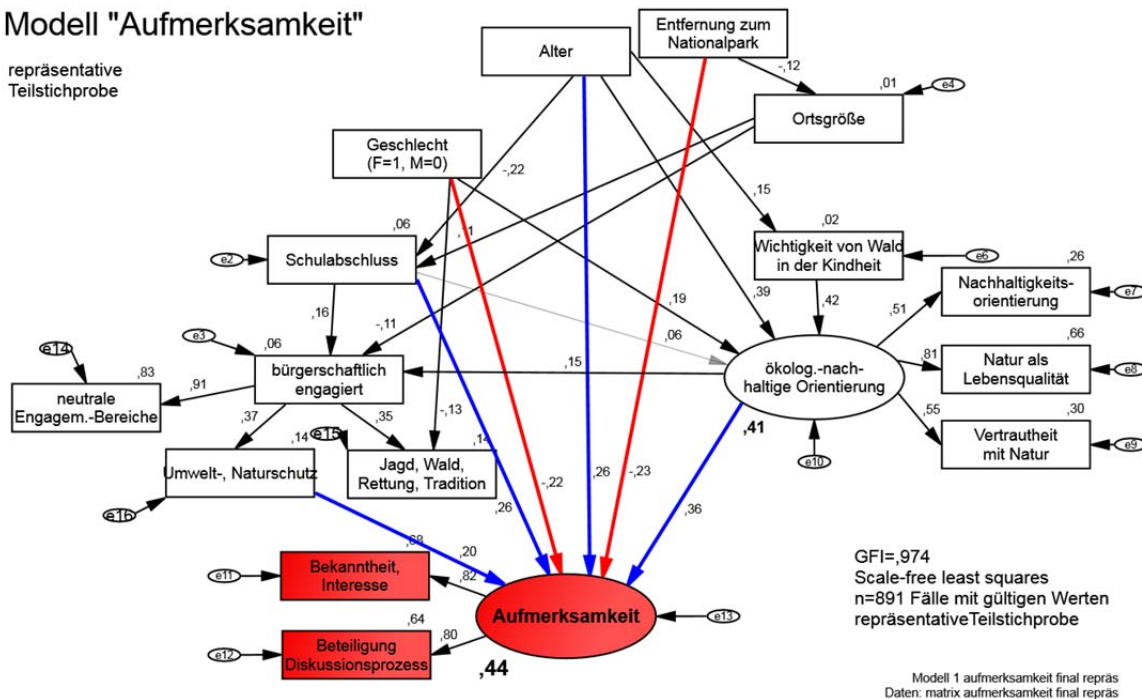 Modell "Aufmerksamkeit"
repräsentative
Teilstichprobe
Alter
Entfernung zum
Nationalpark
-,12
,01
e4
Ortsgröße
Geschlecht
(F=1, M=0)
-,22
,15
,06
,11
,02
e2
Schulabschluss
Wichtigkeit von Wald
in der Kindheit
e6
,26
Nachhaltigkeits-
orientierung
e7
,16
-,11
,19
,39
,42
,51
,06
e3
,06
e14
,83
,91
bürgerschaftlich
engagiert
,15
ökolog.-nach-
haltige Orientierung
,81
,66
Natur als
Lebensqualität
e8
neutrale
Engagem.-Bereiche
,37
,35
-,13
,41
,55
,30
e10
Vertrautheit
mit Natur
e9
,14
e15
,14
Umwelt-, Naturschutz
Jagd, Wald,
Rettung, Tradition
e16
,26
-,22
,26
-,23
,36
,68
,20
e11
Bekanntheit,
Interesse
,82
Aufmerksamkeit
e13
,64
e12
Beteiligung
Diskussionsprozess
,80
,44
GFI=,974
Scale-free least squares
n=891 Fälle mit gültigen Werten
repräsentativeTeilstichprobe
Modell 1 aufmerksamkeit final repräs
Daten: matrix aufmerksamkeit final repräs